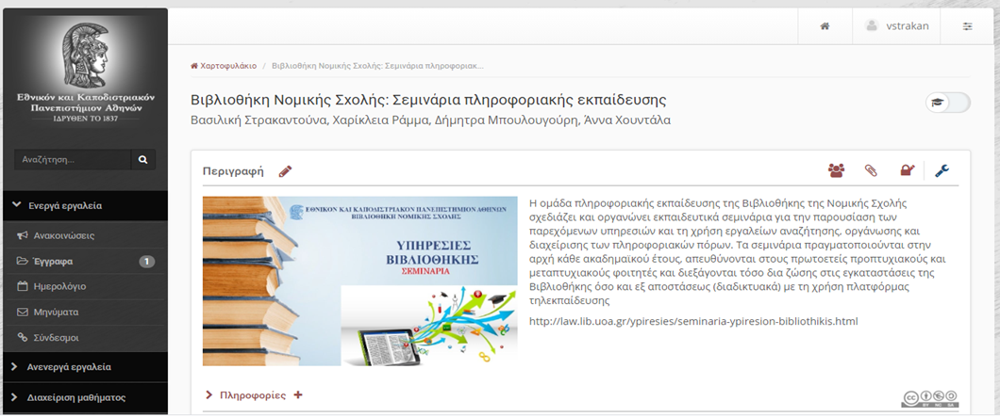 Εθνικόν και Καποδιστριακόν
Πανεπιστήμιον Αθηνών
ΙΔΡΥΘΕΝ ΤΟ 1837
Αναζήτηση...
Ενεργά εργαλεία
Ανακοινώσεις
Έγγραφα 1
Ημερολόγιο
Μηνύματα
Σύνδεσμοι
Ανενεργά εργαλεία
Διαχείριση μαθήματος
vstrakan
Χαρτοφυλάκιο / Βιβλιοθήκη Νομικής Σχολής: Σεμινάρια πληροφοριακ...
Βιβλιοθήκη Νομικής Σχολής: Σεμινάρια πληροφοριακής εκπαίδευσης
Βασιλική Στρακαντούνα, Χαρίκλεια Ράμμα, Δήμητρα Μπουλουγούρη, Άννα Χουντάλα
Περιγραφή
ΕΘΝΙΚΟΝ ΚΑΙ ΚΑΠΟΔΙΣΤΡΙΑΚΟΝ ΠΑΝΕΠΙΣΤΗΜΙΟΝ ΑΘΗΝΩΝ
ΒΙΒΛΙΟΘΗΚΗ ΝΟΜΙΚΗΣ ΣΧΟΛΗΣ
ΥΠΗΡΕΣΙΕΣ
ΒΙΒΛΙΟΘΗΚΗΣ
ΣΕΜΙΝΑΡΙΑ
Η ομάδα πληροφοριακής εκπαίδευσης της Βιβλιοθήκης της Νομικής Σχολής
σχεδιάζει και οργανώνει εκπαιδευτικά σεμινάρια για την παρουσίαση των
παρεχόμενων υπηρεσιών και τη χρήση εργαλείων αναζήτησης, οργάνωσης και
διαχείρισης των πληροφοριακών πόρων. Τα σεμινάρια πραγματοποιούνται στην
αρχή κάθε ακαδημαϊκού έτους, απευθύνονται στους πρωτοετείς προπτυχιακούς και
μεταπτυχιακούς φοιτητές και διεξάγονται τόσο δια ζώσης στις εγκαταστάσεις της
Βιβλιοθήκης όσο και εξ αποστάσεως (διαδικτυακά) με τη χρήση πλατφόρμας
τηλεκπαίδευσης
http://law.lib.uoa.gr/ypiresies/seminaria-ypiresion-bibliothikis.html
Πληροφορίες
cc
BY NC SA